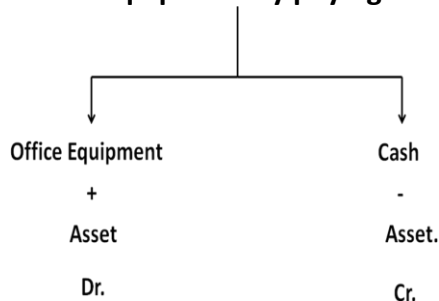 Office Equipment Cash
+ -
Asset Asset.
Dr. Cr.